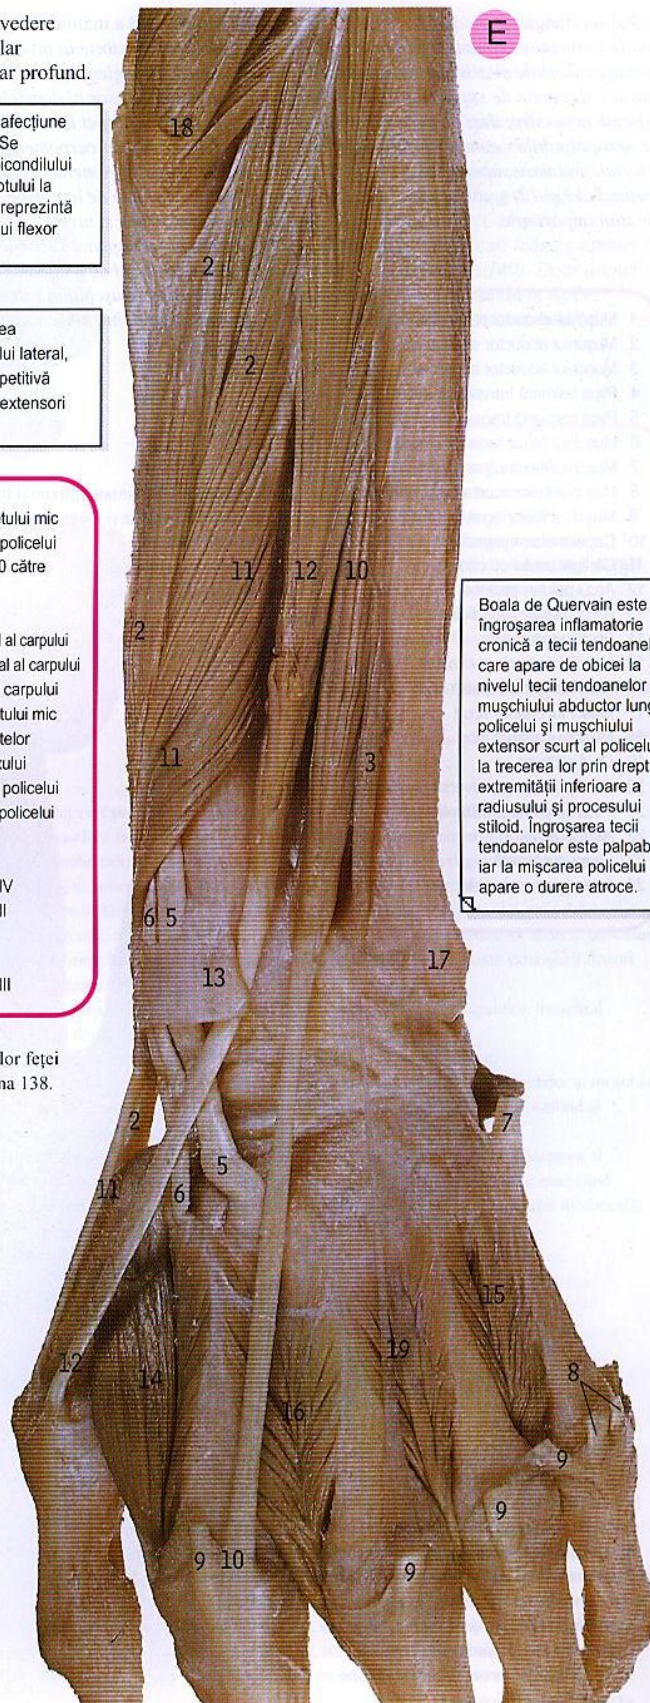 vedere
lar
ar profund.
E
afecțiune
Se
picondilului
otului la
reprezintă
ui flexor
ea
lui lateral,
petitivă
extensori
tului mic
policelui
0 către
l al carpului
al al carpului
carpului
tului mic
telor
xului
policelui
policelui
IV
II
III
lor feței
na 138.
Boala de Quervain este
îngroșarea inflamatorie
cronică a tecii tendoanel
care apare de obicei la
nivelul tecii tendoanelor
mușchiului abductor lung
policelui și mușchiului
extensor scurt al policelu
la trecerea lor prin drept
extremității inferioare a
radiusului și procesului
stiloid. Îngroșarea tecii
tendoanelor este palpab
iar la mișcarea policelui
apare o durere atroce.
18
2
2
11 12 10
2
11
3
6 5
13
17
2
7
5
11
6
15
12
14
19
8
16
9
9
9 10
9